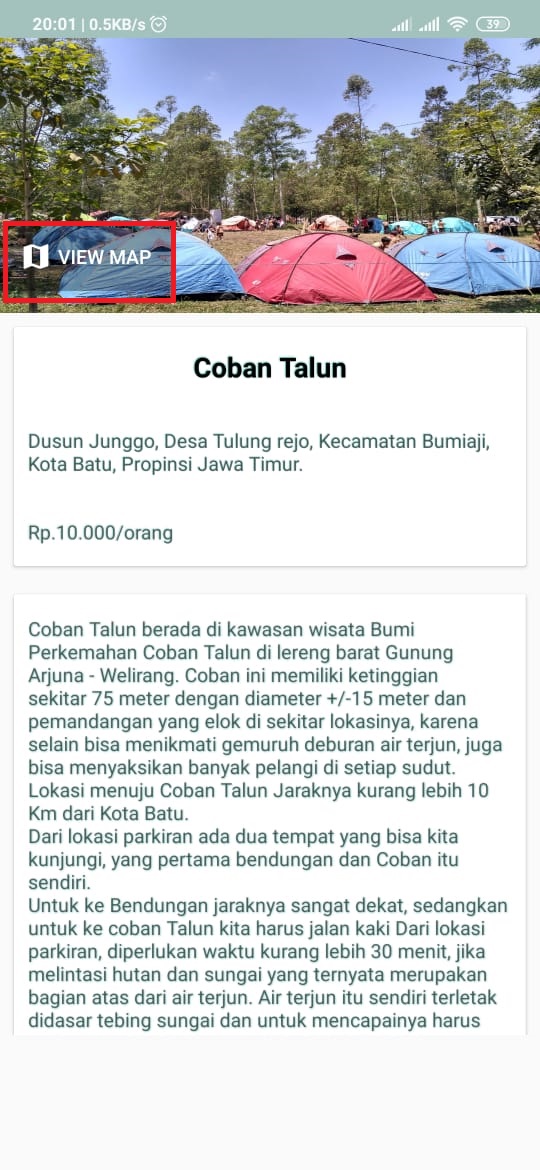 20:01 | 0.5KB/s
39
VIEW MAP
Coban Talun
Dusun Junggo, Desa Tulung rejo, Kecamatan Bumiaji,
Kota Batu, Propinsi Jawa Timur.
Rp.10.000/orang
Coban Talun berada di kawasan wisata Bumi
Perkemahan Coban Talun di lereng barat Gunung
Arjuna - Welirang. Coban ini memiliki ketinggian
sekitar 75 meter dengan diameter +/-15 meter dan
pemandangan yang elok di sekitar lokasinya, karena
selain bisa menikmati gemuruh deburan air terjun, juga
bisa menyaksikan banyak pelangi di setiap sudut.
Lokasi menuju Coban Talun Jaraknya kurang lebih 10
Km dari Kota Batu.
Dari lokasi parkiran ada dua tempat yang bisa kita
kunjungi, yang pertama bendungan dan Coban itu
sendiri.
Untuk ke Bendungan jaraknya sangat dekat, sedangkan
untuk ke coban Talun kita harus jalan kaki Dari lokasi
parkiran, diperlukan waktu kurang lebih 30 menit, jika
melintasi hutan dan sungai yang ternyata merupakan
bagian atas dari air terjun. Air terjun itu sendiri terletak
didasar tebing sungai dan untuk mencapainya harus